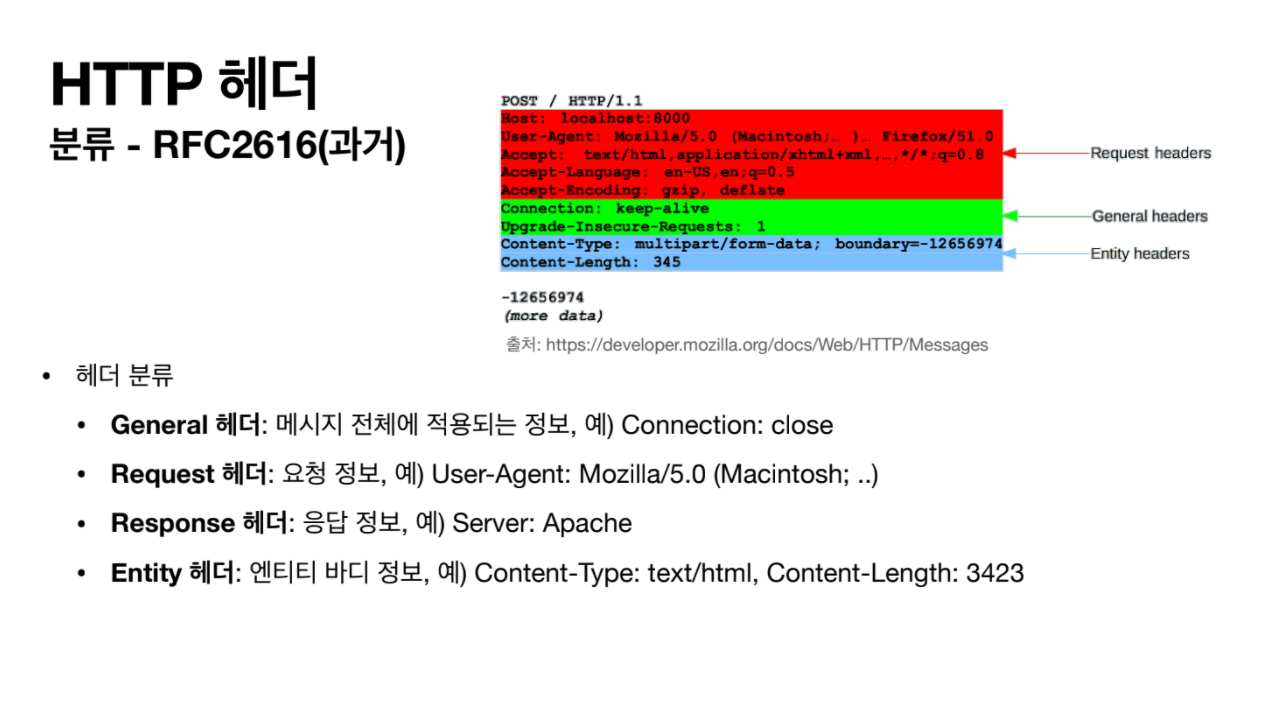 HTTP 헤더
분류 - RFC2616(과거)
POST / HTTP/1.1
Host: localhost:8000
User-Agent: Mozilla/5.0 (Macintosh;… )… Firefox/51.0
Accept: text/html,application/xhtml+xml,…,*/*;q=0.8
Accept-Language: en-US,en;q=0.5
Accept-Encoding: gzip, deflate
Connection: keep-alive
Upgrade-Insecure-Requests: 1
Content-Type: multipart/form-data; boundary=-12656974
Content-Length: 345
-12656974
(more data)
Request headers
General headers
Entity headers
출처: https://developer.mozilla.org/docs/Web/HTTP/Messages
• 헤더 분류
• General 헤더: 메시지 전체에 적용되는 정보, 예) Connection: close
• Request 헤더: 요청 정보, 예) User-Agent: Mozilla/5.0 (Macintosh; ..)
• Response 헤더: 응답 정보, 예) Server: Apache
• Entity 헤더: 엔티티 바디 정보, 예) Content-Type: text/html, Content-Length: 3423